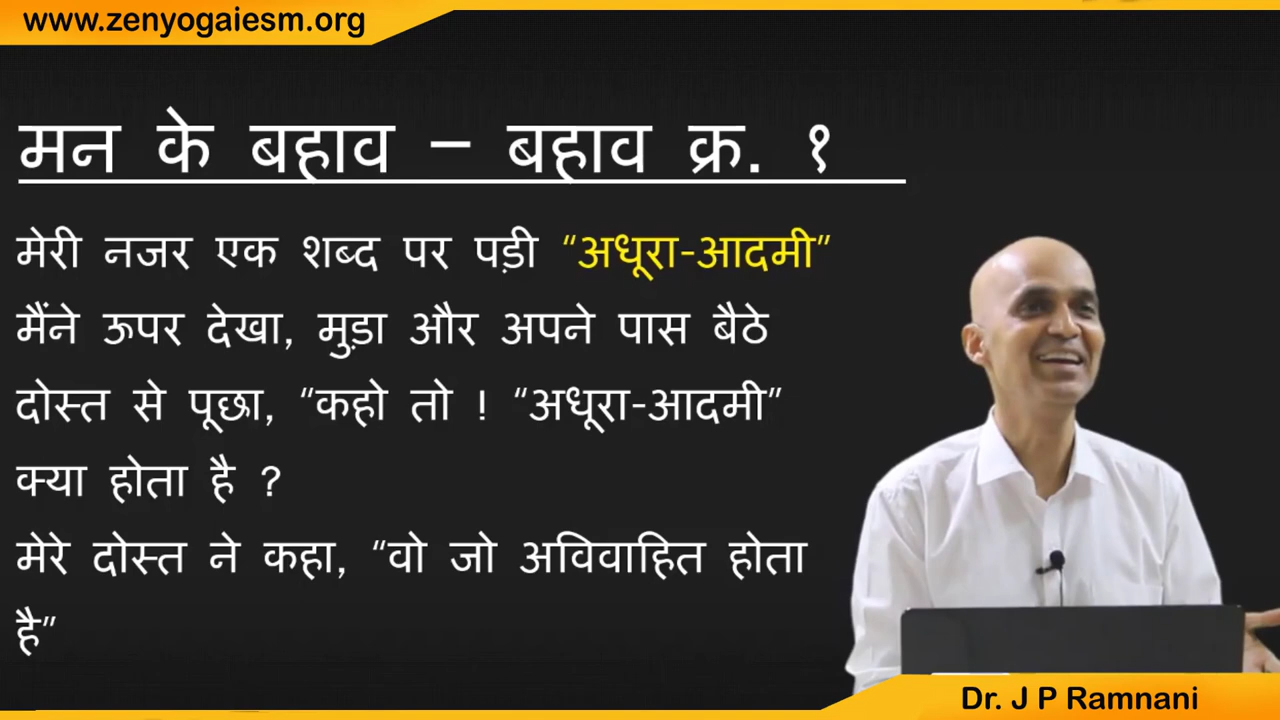 www.zenyogaiesm.org
मन के बहाव – बहाव क्र. १
मेरी नजर एक शब्द पर पड़ी “अधूरा-आदमी”
मैंने ऊपर देखा, मुड़ा और अपने पास बैठे
दोस्त से पूछा, “कहो तो ! “अधूरा-आदमी”
क्या होता है ?
मेरे दोस्त ने कहा, “वो जो अविवाहित होता
है”
Dr. J P Ramnani